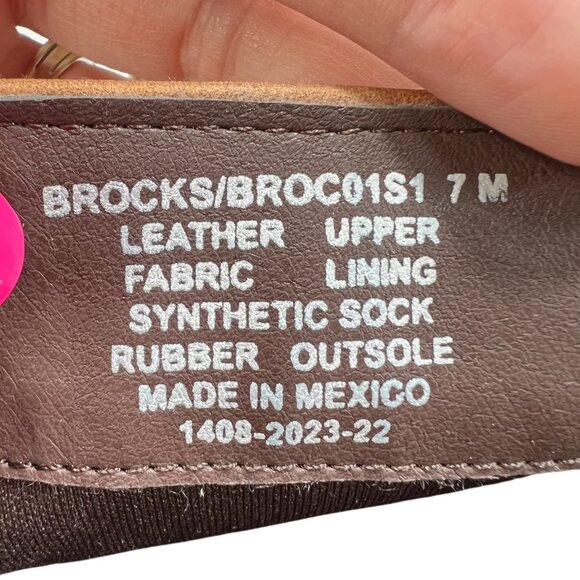 BROCKS/BROC01S1 7 M
LEATHER UPPER
FABRIC LINING
SYNTHETIC SOCK
RUBBER OUTSOLE
MADE IN MEXICO
1408-2023-22